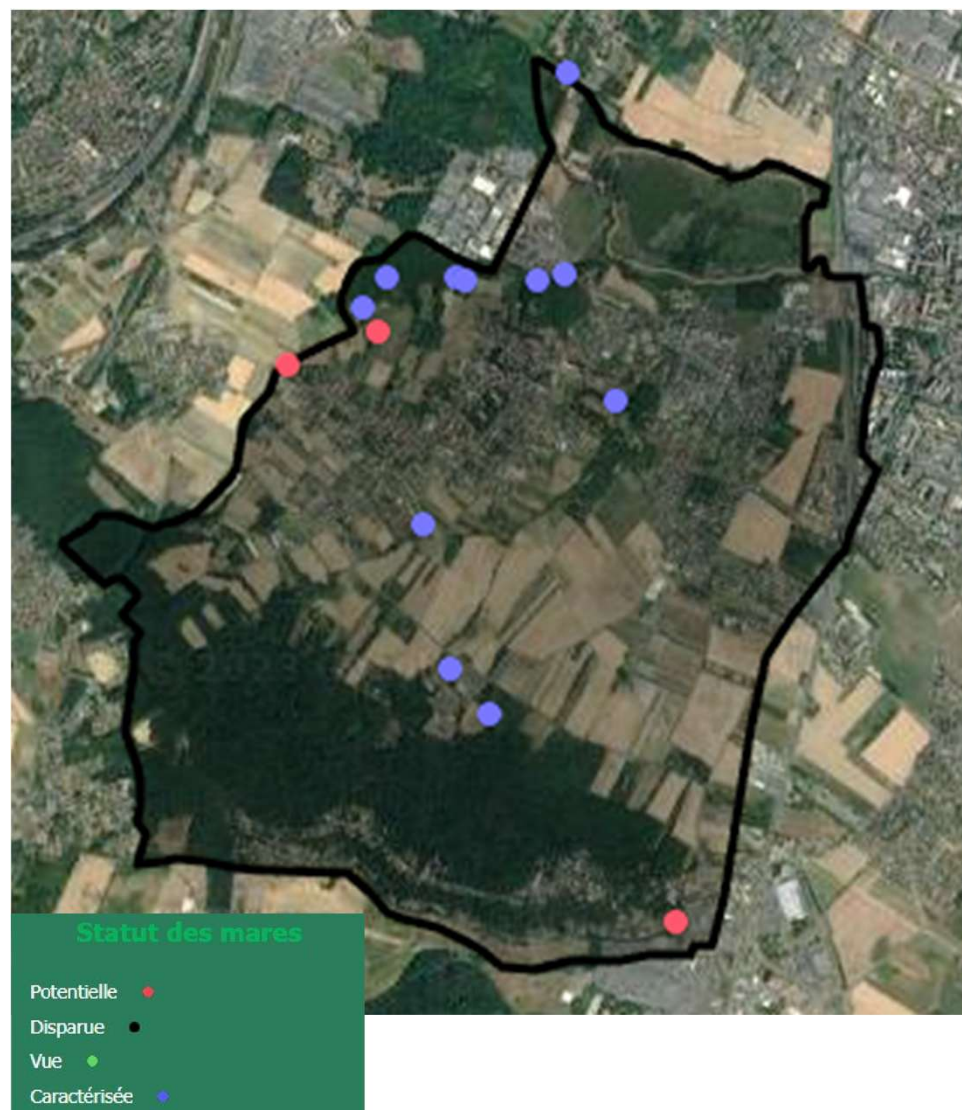 Statut des mares
Potentielle
Disparue
Vue
Caractérisée